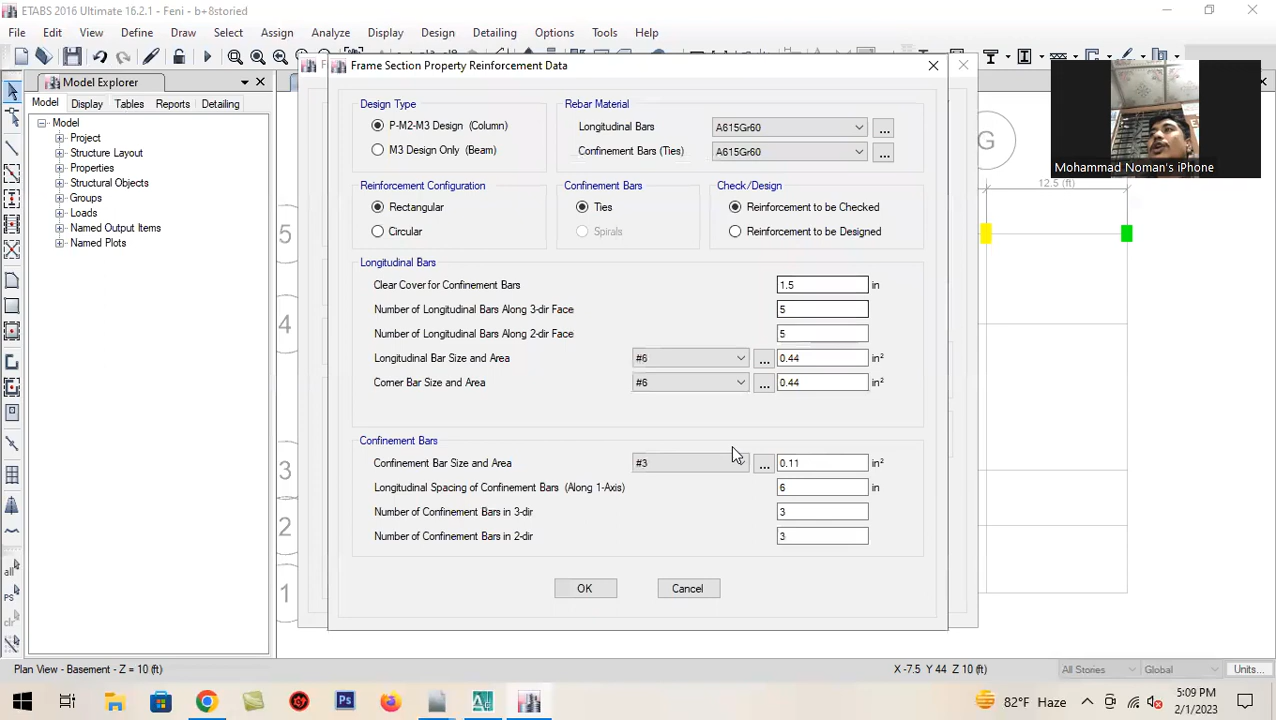 ETABS 2016 Ultimate 16.2.1 - Feni - b+8storied
File Edit View Define Draw Select Assign Analyze Display Design Detailing Options Tools Help
Model Explorer
Frame Section Property Reinforcement Data
Model Display Tables Reports Detailing
Model
Project
Structure Layout
Properties
Structural Objects
Groups
Loads
Named Output Items
Named Plots
Design Type
P-M2-M3 Design (Column)
M3 Design Only (Beam)
Rebar Material
Longitudinal Bars A615Gr60 ...
Confinement Bars (Ties) A615Gr60 ...
Reinforcement Configuration
Rectangular
Circular
Confinement Bars
Ties
Spirals
Check/Design
Reinforcement to be Checked
Reinforcement to be Designed
Longitudinal Bars
Clear Cover for Confinement Bars 1.5 in
Number of Longitudinal Bars Along 3-dir Face 5
Number of Longitudinal Bars Along 2-dir Face 5
Longitudinal Bar Size and Area #6 ... 0.44 in²
Corner Bar Size and Area #6 ... 0.44 in²
Confinement Bars
Confinement Bar Size and Area #3 ... 0.11 in²
Longitudinal Spacing of Confinement Bars (Along 1-Axis) 6 in
Number of Confinement Bars in 3-dir 3
Number of Confinement Bars in 2-dir 3
OK Cancel
5
4
3
2
1
G
12.5 (ft)
Mohammad Noman's iPhone
all
PS
clr
Plan View - Basement - Z = 10 (ft)
X -7.5 Y 44 Z 10 (ft)
All Stories Global Units...
82°F Haze
5:09 PM
2/1/2023